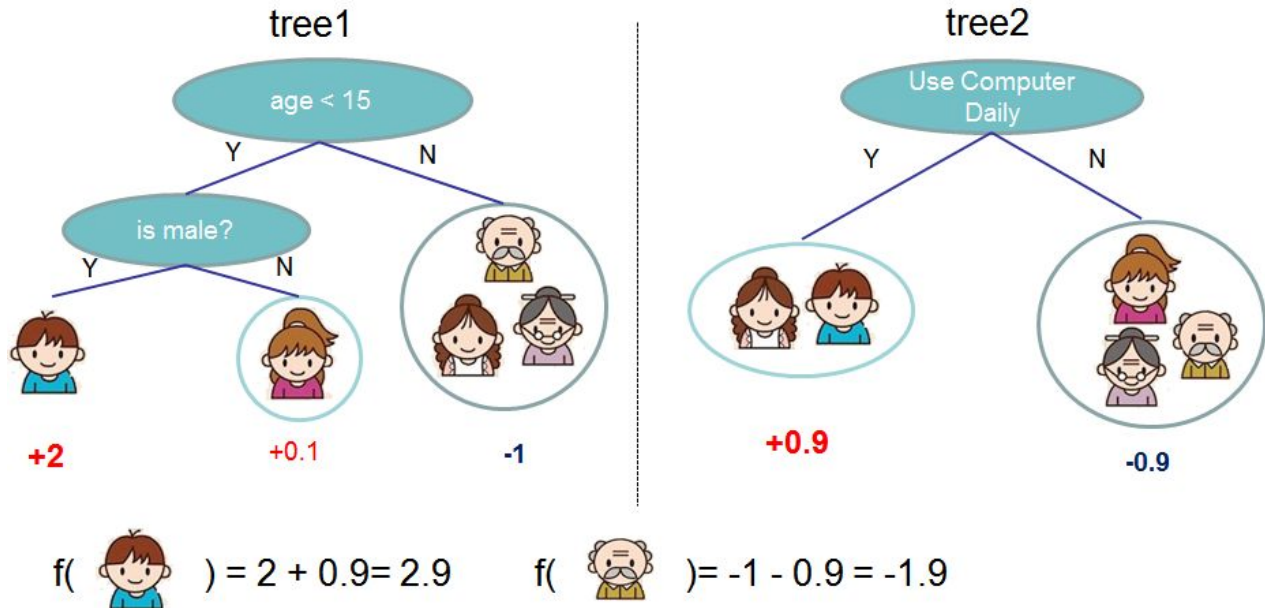 tree1
age < 15
Y
N
is male?
Y
N
+2
+0.1
-1
tree2
Use Computer
Daily
Y
N
+0.9
-0.9
f( ) = 2 + 0.9= 2.9
f( )= -1 - 0.9 = -1.9